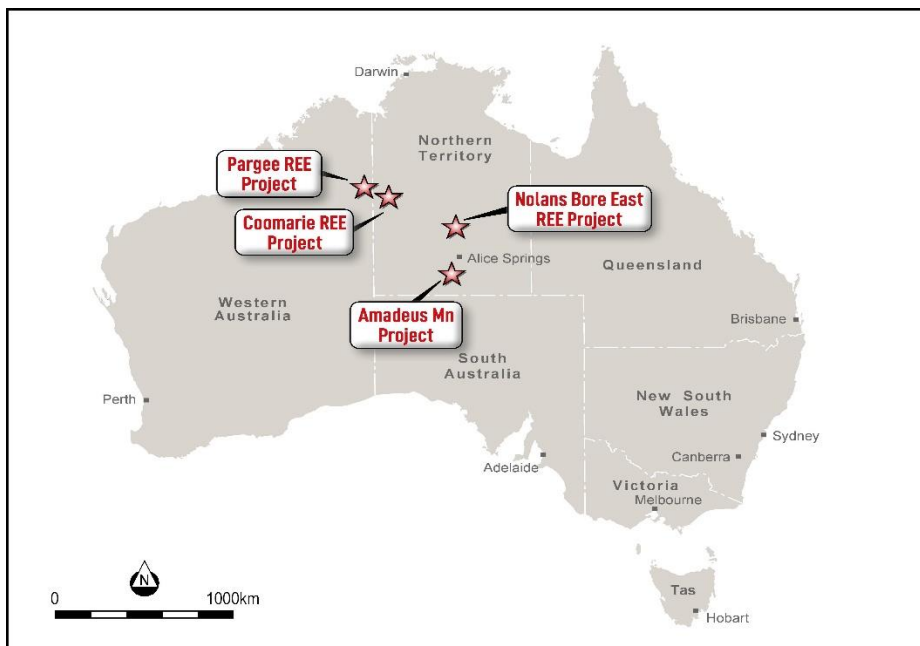 Darwin
Northern
Territory
Pargee REE
Project
Coomarie REE
Project
Nolans Bore East
REE Project
Alice Springs
Queensland
Western
Australia
Amadeus Mn
Project
Brisbane
South
Australia
New South
Wales
Perth
Sydney
Canberra
Adelaide
Victoria
Melbourne
N
0 1000km
Tas
Hobart